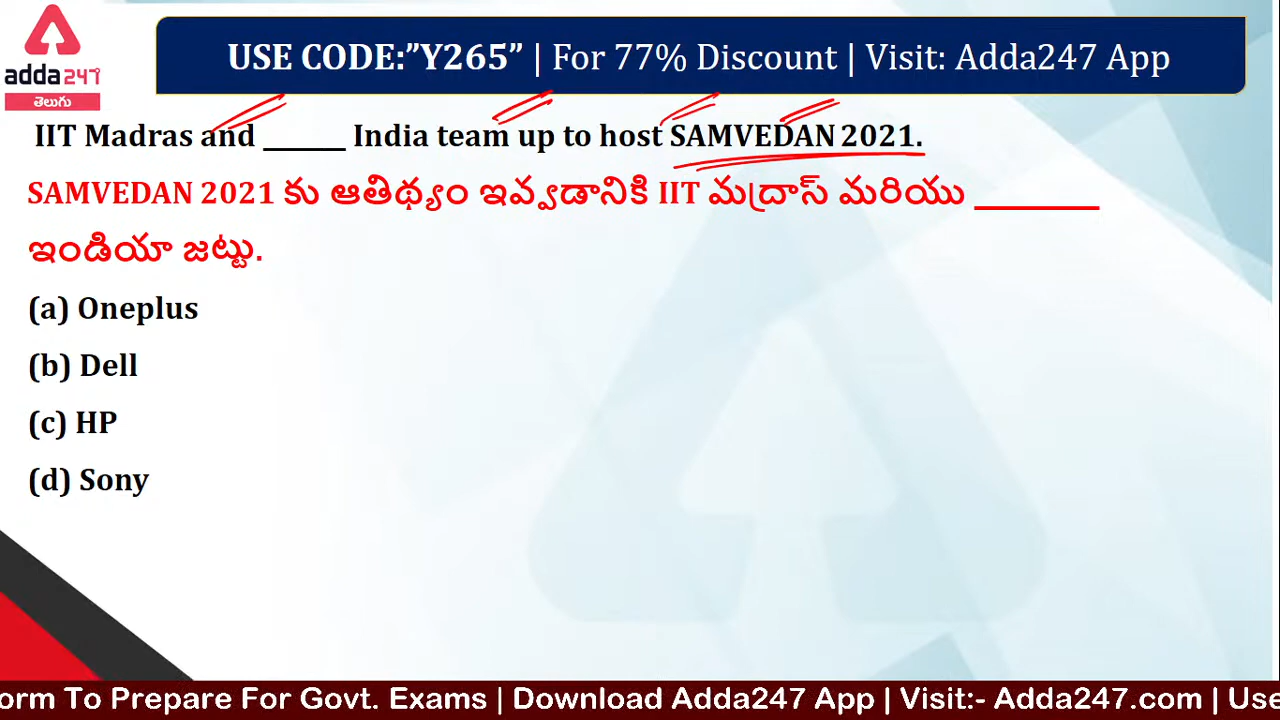 adda247
తెలుగు
USE CODE:”Y265” | For 77% Discount | Visit: Adda247 App
IIT Madras and ______ India team up to host SAMVEDAN 2021.
SAMVEDAN 2021 కు ఆతిథ్యం ఇవ్వడానికి IIT మద్రాస్ మరియు ________
ఇండియా జట్టు.
(a) Oneplus
(b) Dell
(c) HP
(d) Sony
orm To Prepare For Govt. Exams | Download Adda247 App | Visit:- Adda247.com | Use